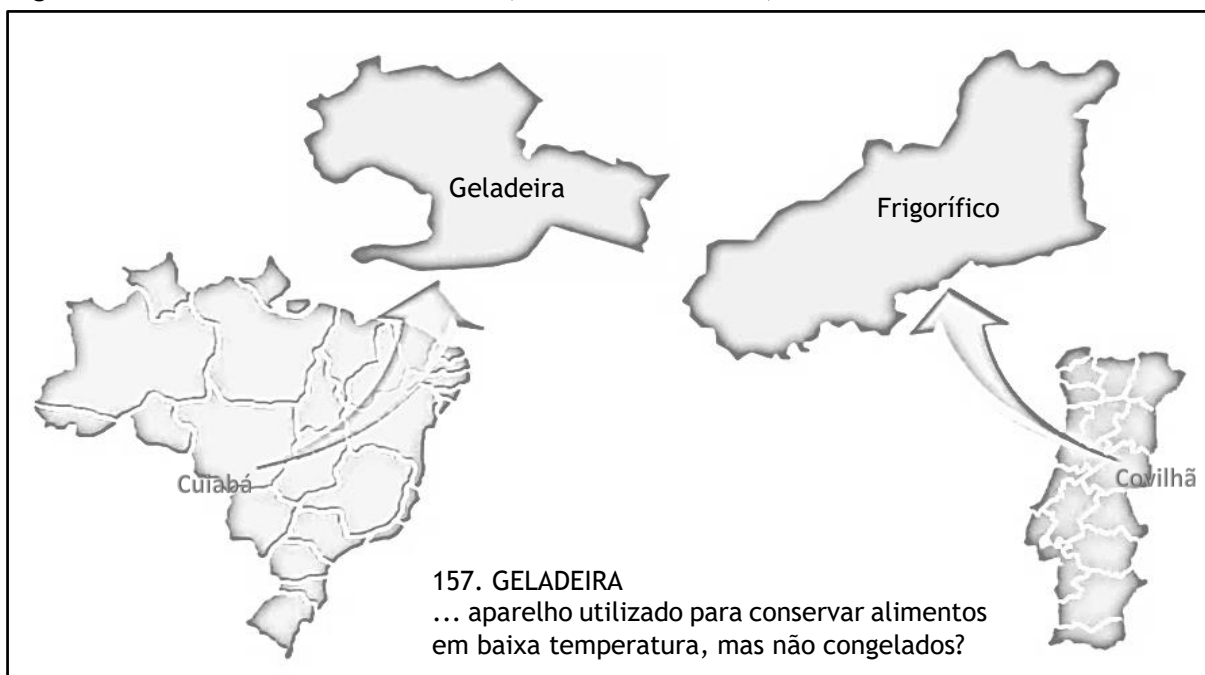 Geladeira
Frigorífico
Cuiabá
Covilhã
157. GELADEIRA
... aparelho utilizado para conservar alimentos
em baixa temperatura, mas não congelados?